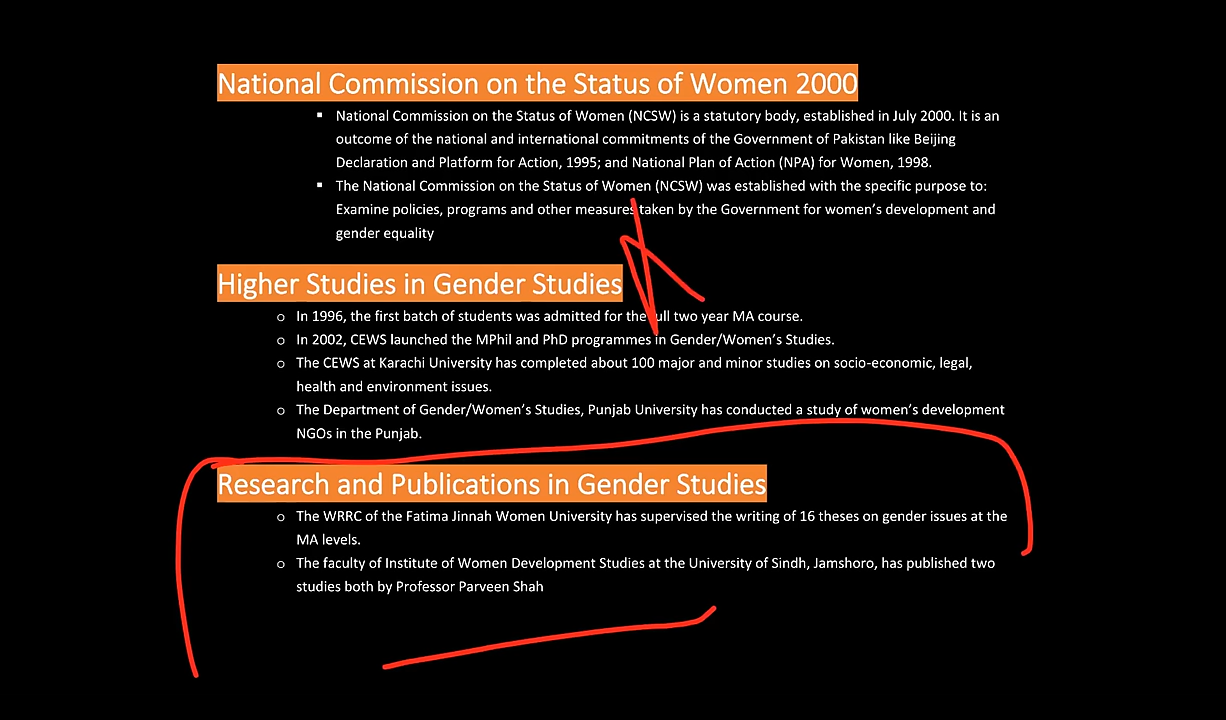 National Commission on the Status of Women 2000
▪ National Commission on the Status of Women (NCSW) is a statutory body, established in July 2000. It is an
outcome of the national and international commitments of the Government of Pakistan like Beijing
Declaration and Platform for Action, 1995; and National Plan of Action (NPA) for Women, 1998.
▪ The National Commission on the Status of Women (NCSW) was established with the specific purpose to:
Examine policies, programs and other measures taken by the Government for women's development and
gender equality
Higher Studies in Gender Studies
o In 1996, the first batch of students was admitted for the full two year MA course.
o In 2002, CEWS launched the MPhil and PhD programmes in Gender/Women's Studies.
o The CEWS at Karachi University has completed about 100 major and minor studies on socio-economic, legal,
health and environment issues.
o The Department of Gender/Women's Studies, Punjab University has conducted a study of women's development
NGOs in the Punjab.
Research and Publications in Gender Studies
o The WRRC of the Fatima Jinnah Women University has supervised the writing of 16 theses on gender issues at the
MA levels.
o The faculty of Institute of Women Development Studies at the University of Sindh, Jamshoro, has published two
studies both by Professor Parveen Shah